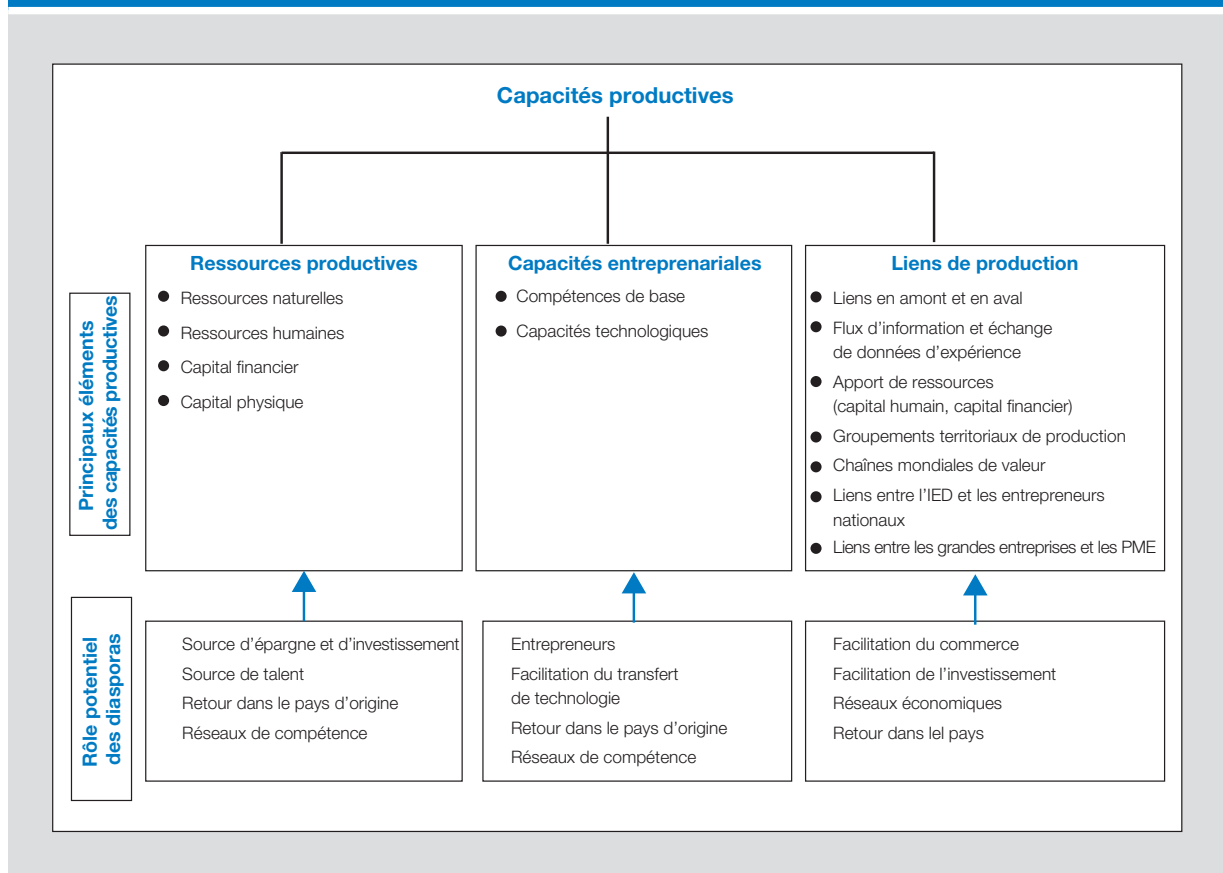 Capacités productives
Principaux éléments
des capacités productives
Ressources productives
● Ressources naturelles
● Ressources humaines
● Capital financier
● Capital physique
Capacités entreprenariales
● Compétences de base
● Capacités technologiques
Liens de production
● Liens en amont et en aval
● Flux d'information et échange
de données d'expérience
● Apport de ressources
(capital humain, capital financier)
● Groupements territoriaux de production
● Chaînes mondiales de valeur
● Liens entre l'IED et les entrepreneurs
nationaux
● Liens entre les grandes entreprises et les PME
Rôle potentiel
des diasporas
Source d'épargne et d'investissement
Source de talent
Retour dans le pays d'origine
Réseaux de compétence
Entrepreneurs
Facilitation du transfert
de technologie
Retour dans le pays d'origine
Réseaux de compétence
Facilitation du commerce
Facilitation de l'investissement
Réseaux économiques
Retour dans lel pays